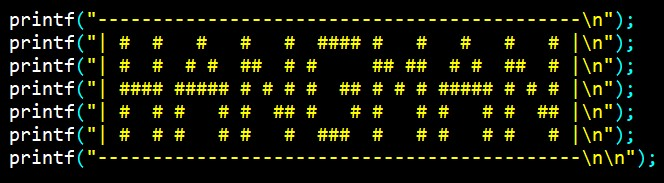 printf("--------------------------------------------\n");
printf("| #  #   #   #   #  #### #   #   #   #   # |\n");
printf("| #  #  # #  ##  # #     ## ##  # #  ##  # |\n");
printf("| #### ##### # # # #  ## # # # ##### # # # |\n");
printf("| #  # #   # #  ## #   # #   # #   # #  ## |\n");
printf("| #  # #   # #   #  ###  #   # #   # #   # |\n");
printf("--------------------------------------------\n\n");